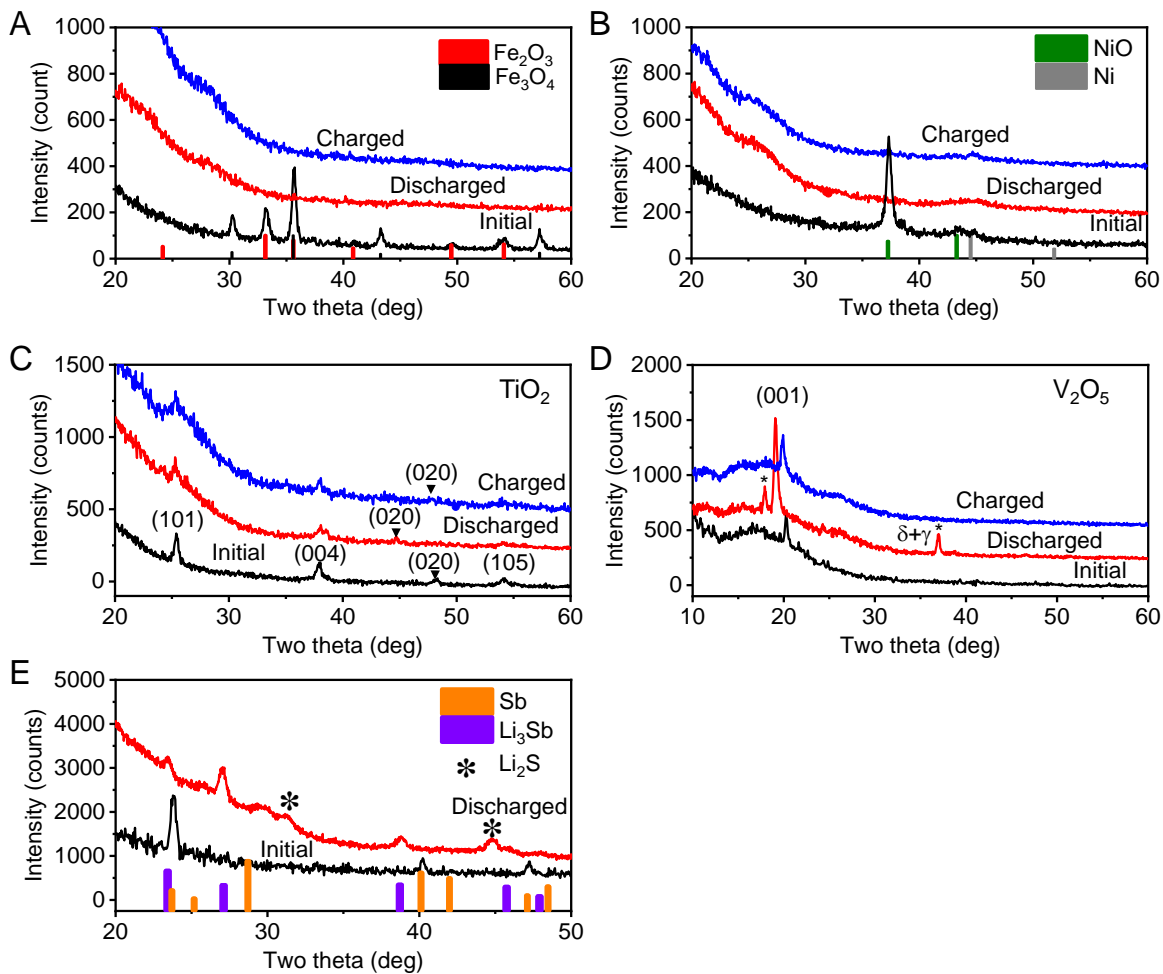 A
1000
800
600
400
200
0
Intensity (count)
Fe₂O₃
Fe₃O₄
Charged
Discharged
Initial
20 30 40 50 60
Two theta (deg)
B
1000
800
600
400
200
0
Intensity (counts)
NiO
Ni
Charged
Discharged
Initial
20 30 40 50 60
Two theta (deg)
C
1500
1000
500
0
Intensity (counts)
TiO₂
(020)
Charged
(020)
Discharged
(101)
Initial
(004)
(020)
(105)
20 30 40 50 60
Two theta (deg)
D
2000
1500
1000
500
0
Intensity (counts)
V₂O₅
(001)
*
Charged
δ+γ
*
Discharged
Initial
10 20 30 40 50 60
Two theta (deg)
E
5000
4000
3000
2000
1000
0
Intensity (counts)
Sb
Li₃Sb
* Li₂S
*
Discharged
*
Initial
20 30 40 50
Two theta (deg)